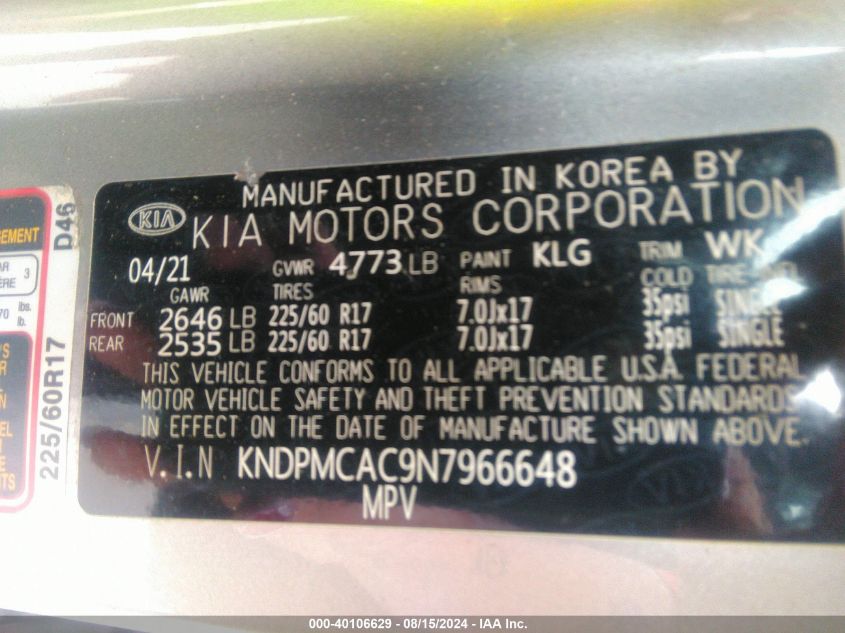 MANUFACTURED IN KOREA BY
KIA KIA MOTORS CORPORATION
04/21 GVWR 4773 LB PAINT KLG TRIM WK
GAWR TIRES RIMS COLD TIRE
FRONT 2646 LB 225/60 R17 7.0Jx17 35psi SINGLE
REAR 2535 LB 225/60 R17 7.0Jx17 35psi SINGLE
THIS VEHICLE CONFORMS TO ALL APPLICABLE U.S.A. FEDERAL
MOTOR VEHICLE SAFETY AND THEFT PREVENTION STANDARDS
IN EFFECT ON THE DATE OF MANUFACTURE SHOWN ABOVE.
V.I.N KNDPMCAC9N7966648
MPV
D46
225/60R17
3
lbs.
lb.
000-40106629 - 08/15/2024 - IAA Inc.